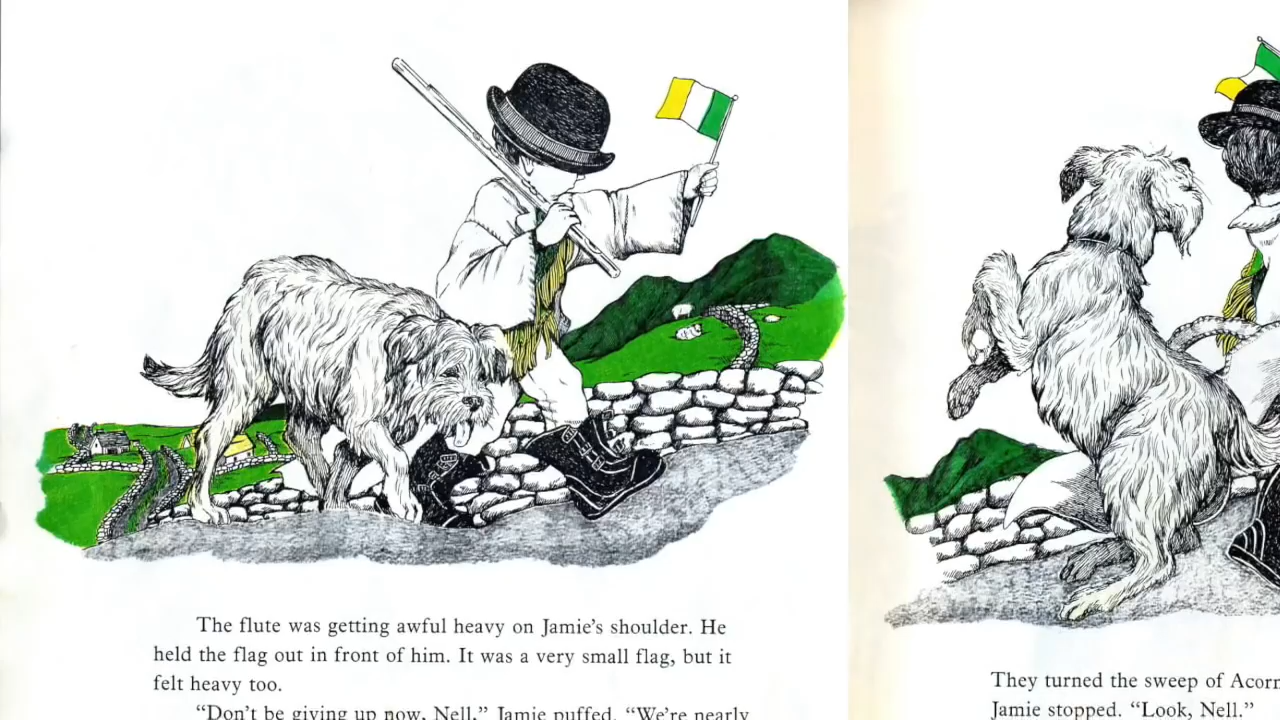 The flute was getting awful heavy on Jamie's shoulder. He
held the flag out in front of him. It was a very small flag, but it
felt heavy too.
"Don't be giving up now, Nell," Jamie puffed. "We're nearly
They turned the sweep of Acorn
Jamie stopped. "Look, Nell."